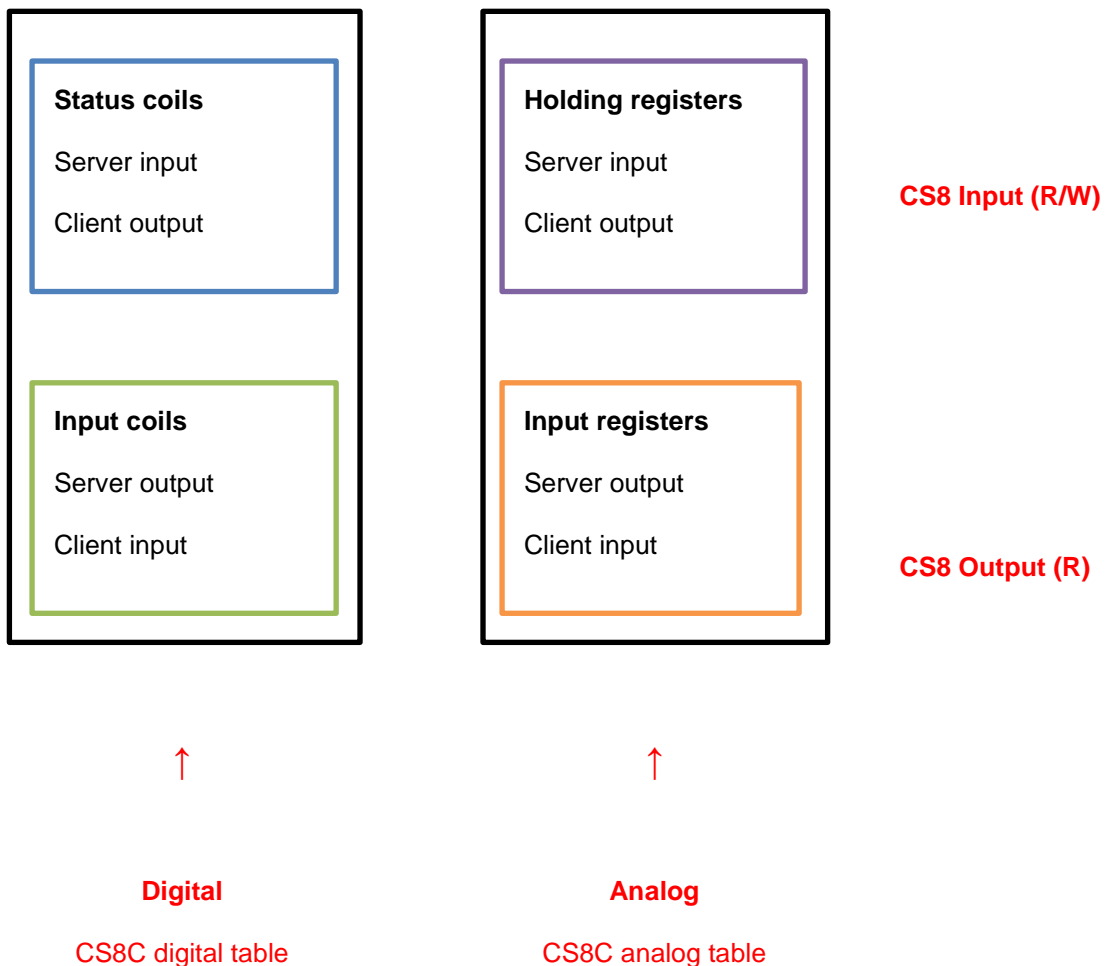 Status coils
Server input
Client output
Holding registers
Server input
Client output
CS8 Input (R/W)
Input coils
Server output
Client input
Input registers
Server output
Client input
CS8 Output (R)
↑
↑
Digital
Analog
CS8C digital table
CS8C analog table